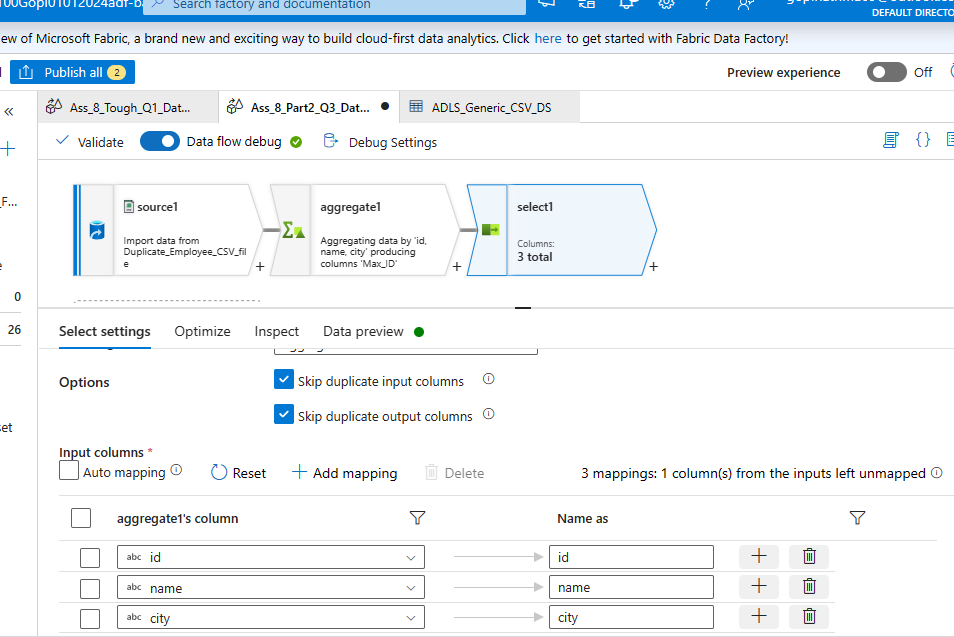 Search factory and documentation
DEFAULT DIRECTO
ew of Microsoft Fabric, a brand new and exciting way to build cloud-first data analytics. Click here to get started with Fabric Data Factory!
Publish all 2
Preview experience Off
«
Ass_8_Tough_Q1_Dat...
Ass_8_Part2_Q3_Dat...
ADLS_Generic_CSV_DS
Validate
Data flow debug
Debug Settings
{}
_F...
source1
Import data from
Duplicate_Employee_CSV_fil
e
+
aggregate1
Aggregating data by 'id,
name, city' producing
columns 'Max_ID'
+
select1
Columns:
3 total
+
e
0
26
set
Select settings Optimize Inspect Data preview
Options
Skip duplicate input columns
Skip duplicate output columns
Input columns *
Auto mapping Reset Add mapping Delete 3 mappings: 1 column(s) from the inputs left unmapped
aggregate1's column Name as
abc id id
abc name name
abc city city